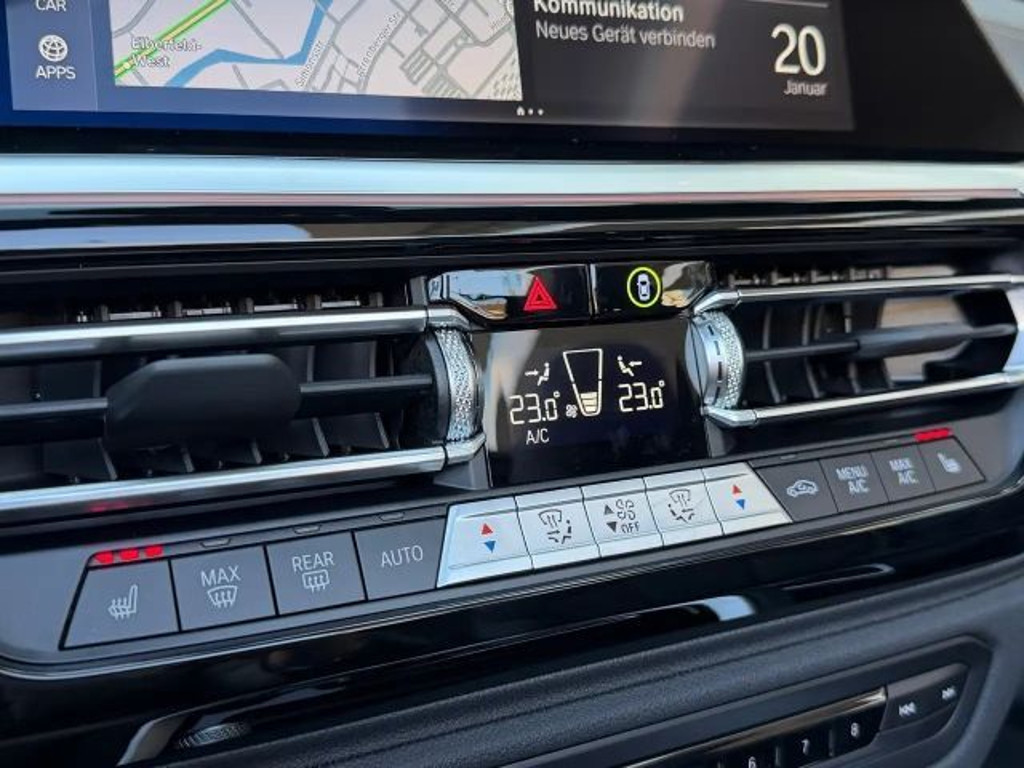 CAR
APPS
Elberfeld-
West
Kommunikation
Neues Gerät verbinden
20
Januar
23.0°
23.0°
A/C
MAX
REAR
AUTO
OFF
MENU
A/C
MAX
A/C
6
7
8